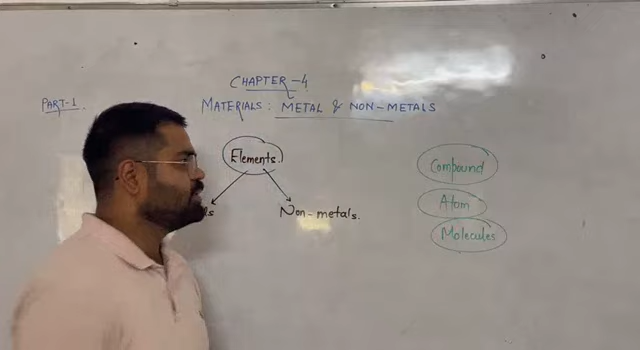 CHAPTER-4
PART-1.
MATERIALS: METAL & NON-METALS
Elements.
Non-metals.
Compound
Atom
Molecules